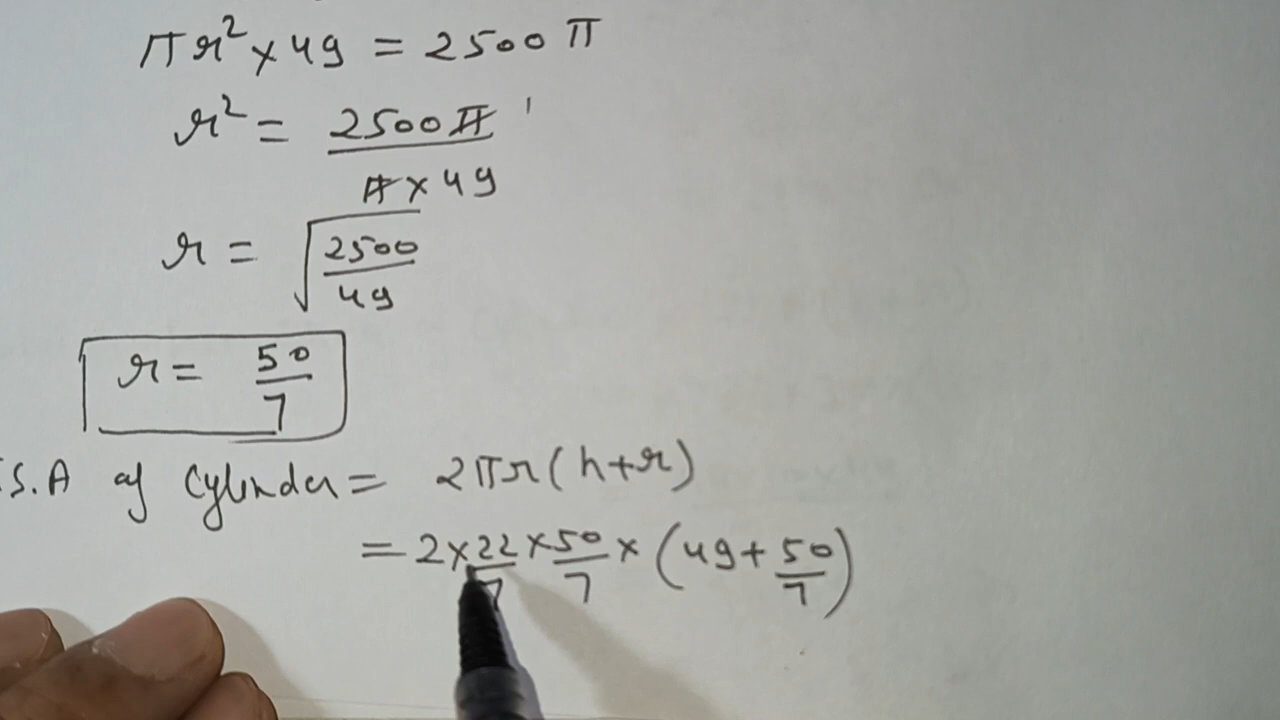 πr² × 49 = 2500 π
r² = 2500π / π × 49
r = √2500/49
r = 50/7
.S.A of Cylinder = 2πr(h+r)
= 2 × 22/7 × 50/7 × (49 + 50/7)